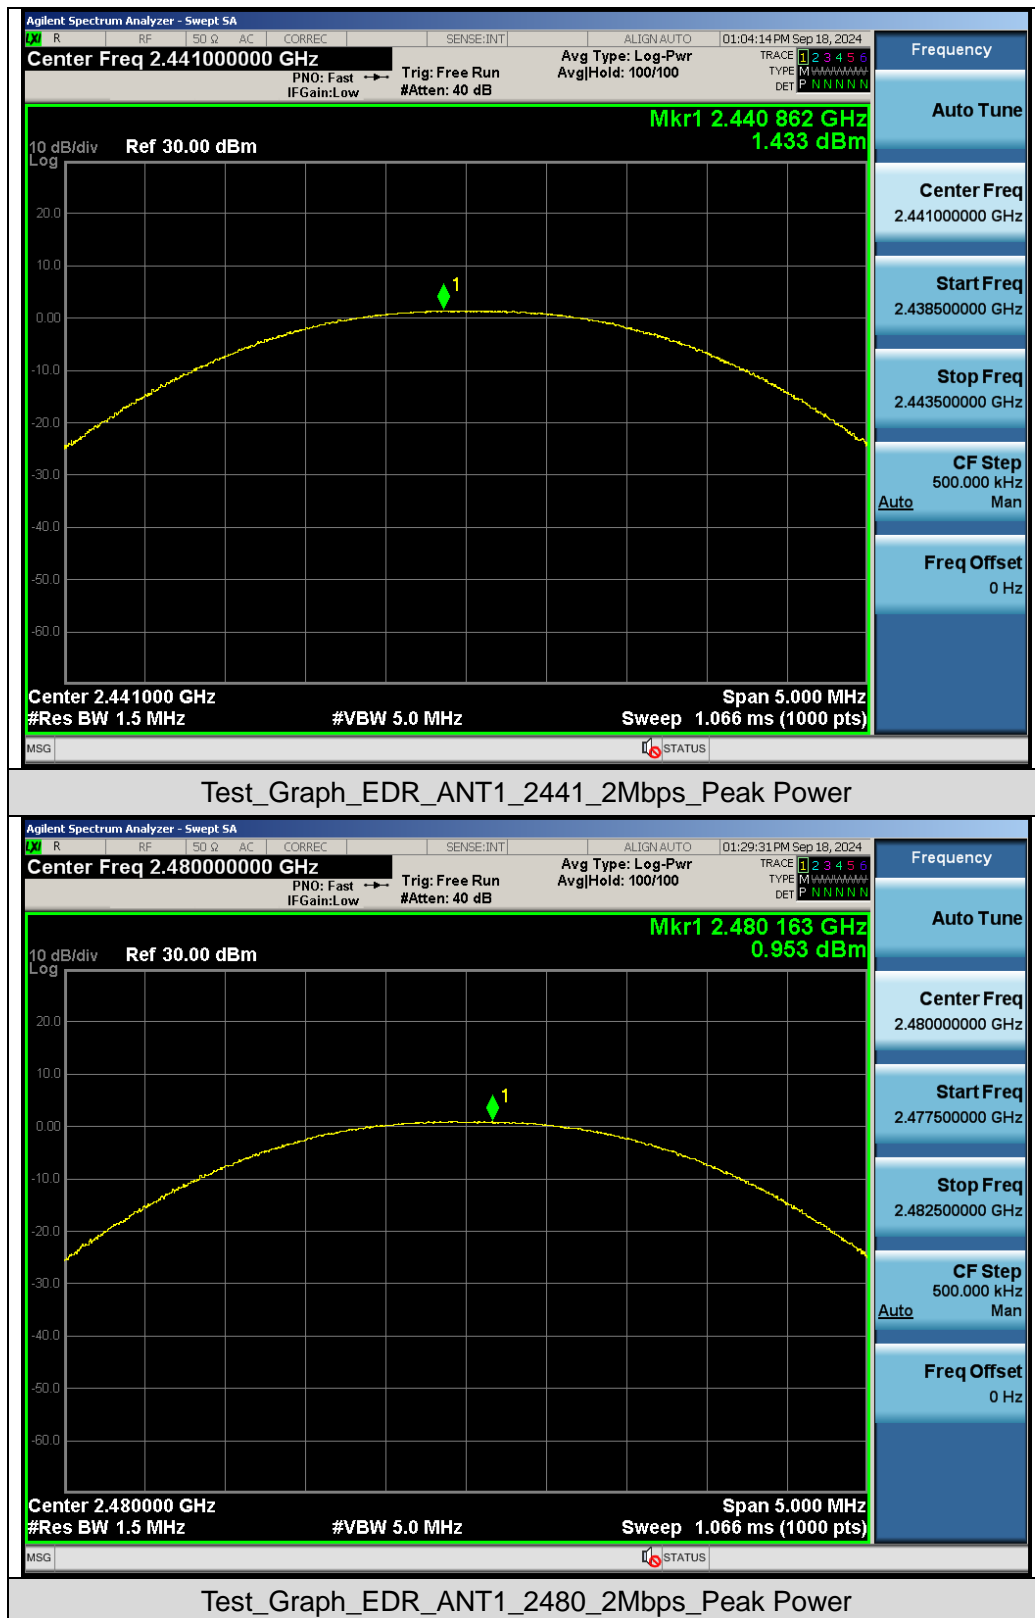 Agilent Spectrum Analyzer - Swept SA
LXI R RF 50 Ω AC CORREC SENSE:INT ALIGN AUTO 01:04:14 PM Sep 18, 2024
Center Freq 2.441000000 GHz
PNO: Fast
IFGain:Low
Trig: Free Run
#Atten: 40 dB
Avg Type: Log-Pwr
Avg|Hold: 100/100
TRACE 1 2 3 4 5 6
TYPE M WWWWW
DET P N N N N N
Mkr1 2.440 862 GHz
1.433 dBm
10 dB/div Ref 30.00 dBm
Log
20.0
10.0
1
0.00
-10.0
-20.0
-30.0
-40.0
-50.0
-60.0
Center 2.441000 GHz Span 5.000 MHz
#Res BW 1.5 MHz #VBW 5.0 MHz Sweep 1.066 ms (1000 pts)
MSG STATUS
Frequency
Auto Tune
Center Freq
2.441000000 GHz
Start Freq
2.438500000 GHz
Stop Freq
2.443500000 GHz
CF Step
500.000 kHz
Auto Man
Freq Offset
0 Hz
Test_Graph_EDR_ANT1_2441_2Mbps_Peak Power
Agilent Spectrum Analyzer - Swept SA
LXI R RF 50 Ω AC CORREC SENSE:INT ALIGN AUTO 01:29:31 PM Sep 18, 2024
Center Freq 2.480000000 GHz
PNO: Fast
IFGain:Low
Trig: Free Run
#Atten: 40 dB
Avg Type: Log-Pwr
Avg|Hold: 100/100
TRACE 1 2 3 4 5 6
TYPE M WWWWW
DET P N N N N N
Mkr1 2.480 163 GHz
0.953 dBm
10 dB/div Ref 30.00 dBm
Log
20.0
10.0
1
0.00
-10.0
-20.0
-30.0
-40.0
-50.0
-60.0
Center 2.480000 GHz Span 5.000 MHz
#Res BW 1.5 MHz #VBW 5.0 MHz Sweep 1.066 ms (1000 pts)
MSG STATUS
Frequency
Auto Tune
Center Freq
2.480000000 GHz
Start Freq
2.477500000 GHz
Stop Freq
2.482500000 GHz
CF Step
500.000 kHz
Auto Man
Freq Offset
0 Hz
Test_Graph_EDR_ANT1_2480_2Mbps_Peak Power